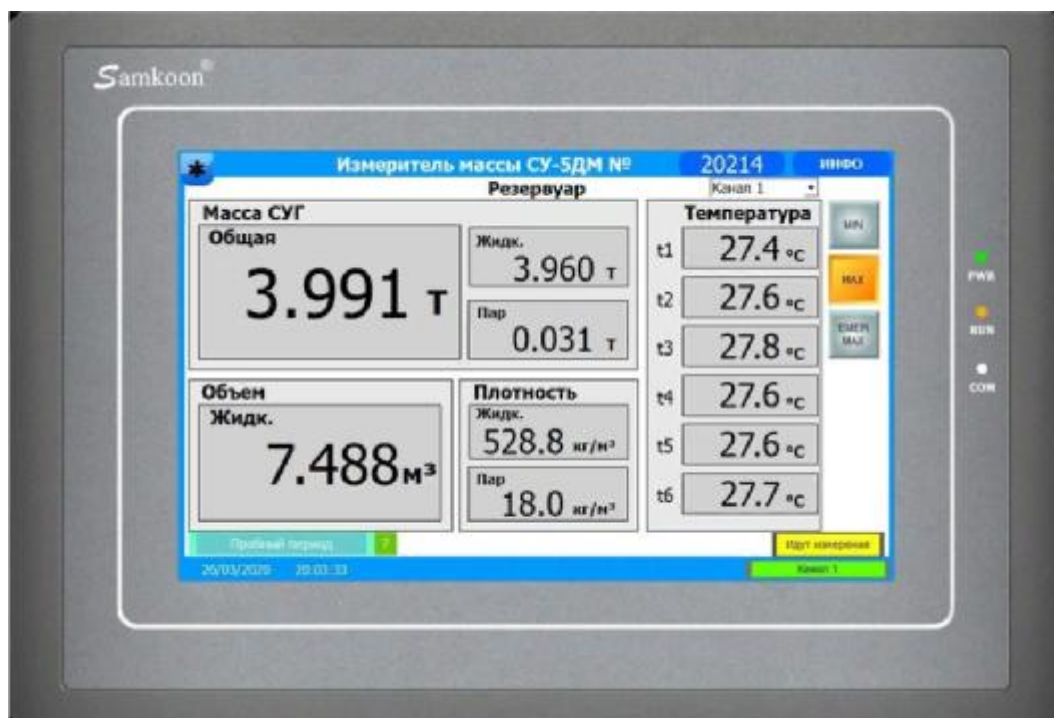 Samkoon®
Измеритель массы СУ-5ДМ № 20214 ИНФО
Резервуар Канал 1
Масса СУГ
Общая
3.991 т
Жидк.
3.960 т
Пар
0.031 т
Объем
Жидк.
7.488 м³
Плотность
Жидк.
528.8 кг/м³
Пар
18.0 кг/м³
Температура
t1 27.4 °C
t2 27.6 °C
t3 27.8 °C
t4 27.6 °C
t5 27.6 °C
t6 27.7 °C
MIN
MAX
EMER
MAX
PWR
RUN
COM
Пробный период 7
Идут измерения
26/03/2020 20:03:33
Канал 1